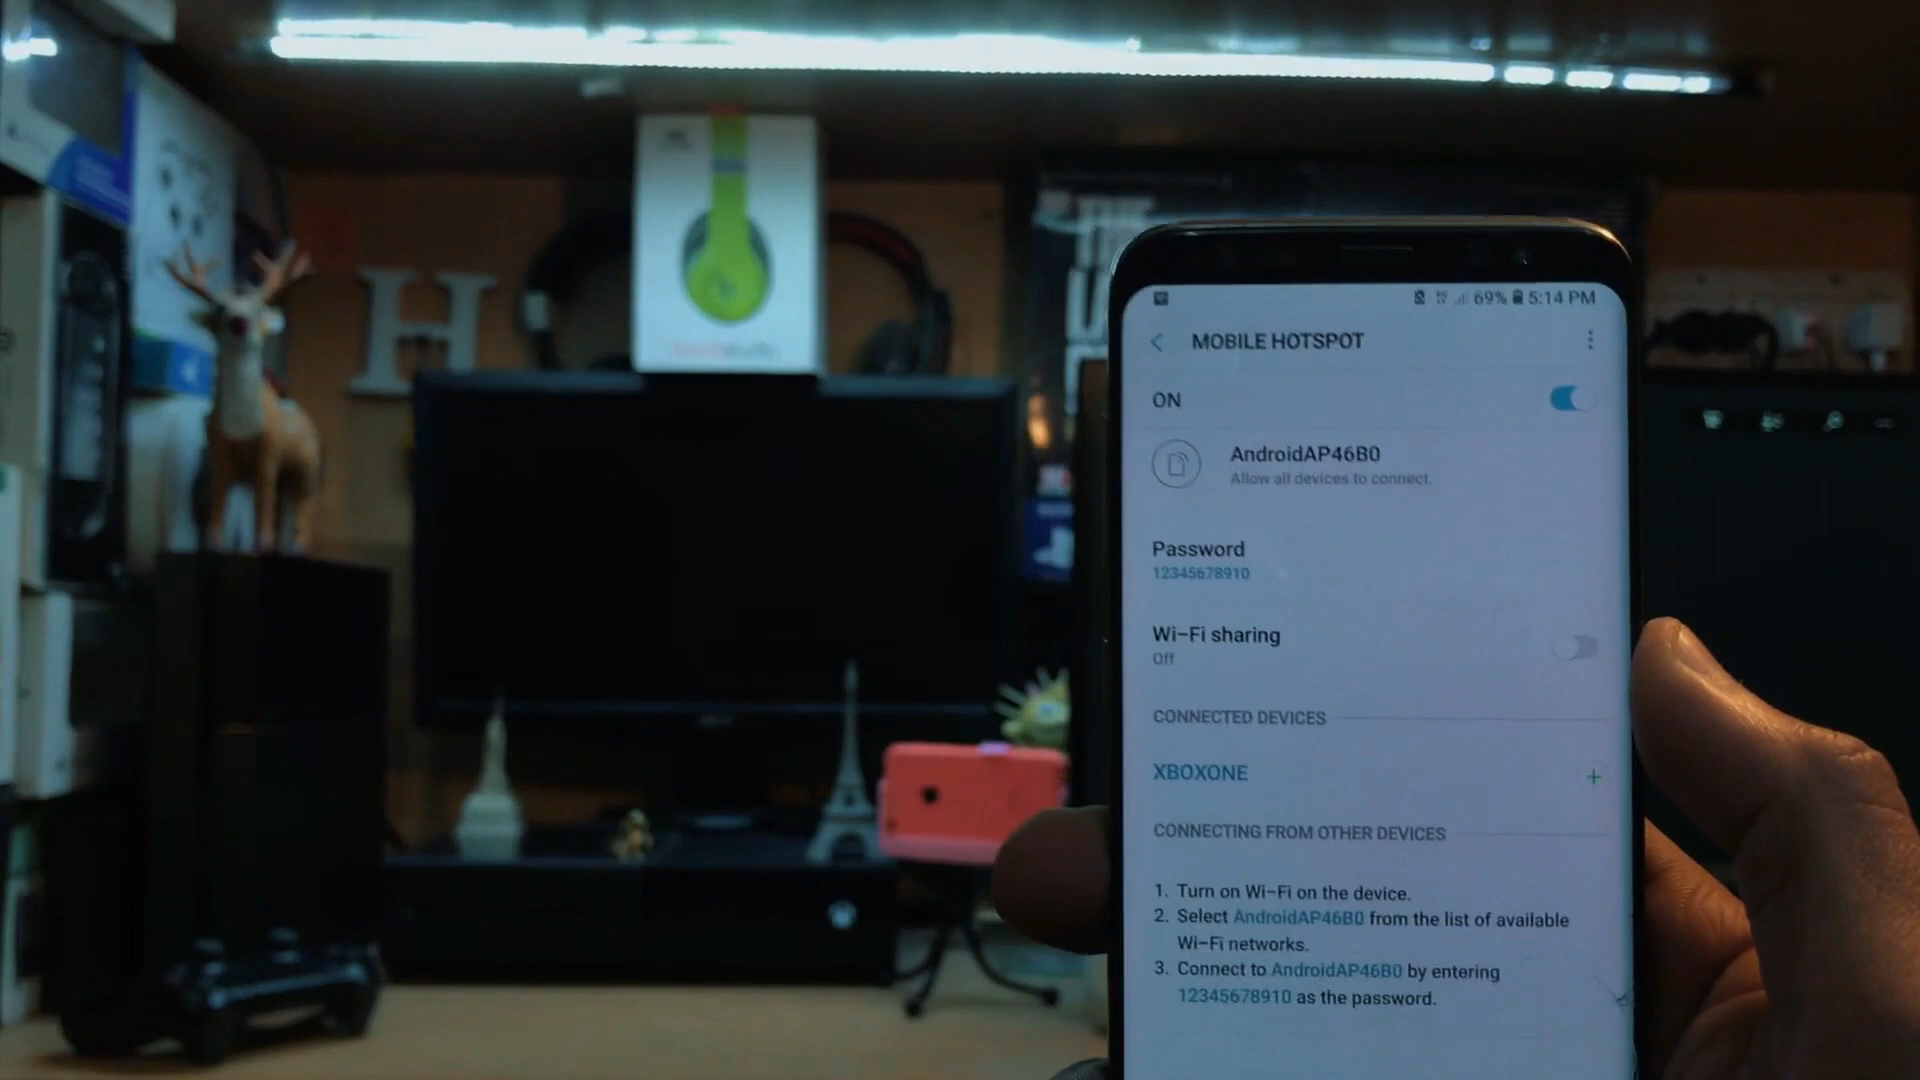 H
69% 5:14 PM
MOBILE HOTSPOT
ON
AndroidAP46B0
Allow all devices to connect.
Password
12345678910
Wi-Fi sharing
Off
CONNECTED DEVICES
XBOXONE
CONNECTING FROM OTHER DEVICES
1. Turn on Wi-Fi on the device.
2. Select AndroidAP46B0 from the list of available
Wi-Fi networks.
3. Connect to AndroidAP46B0 by entering
12345678910 as the password.